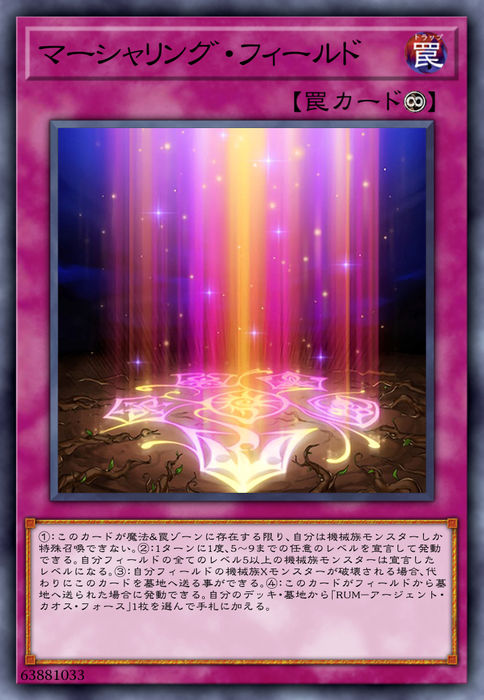 マーシャリング・フィールド
トラップ
罠
【罠カード∞】
①:このカードが魔法&罠ゾーンに存在する限り、自分は機械族モンスターしか
特殊召喚できない。②:1ターンに1度、5～9までの任意のレベルを宣言して発動
できる。自分フィールドの全てのレベル5以上の機械族モンスターは宣言した
レベルになる。③:自分フィールドの機械族Xモンスターが破壊される場合、代
わりにこのカードを墓地へ送る事ができる。④:このカードがフィールドから墓
地へ送られた場合に発動できる。自分のデッキ・墓地から「RUM－アージェント・
カオス・フォース」1枚を選んで手札に加える。
63881033